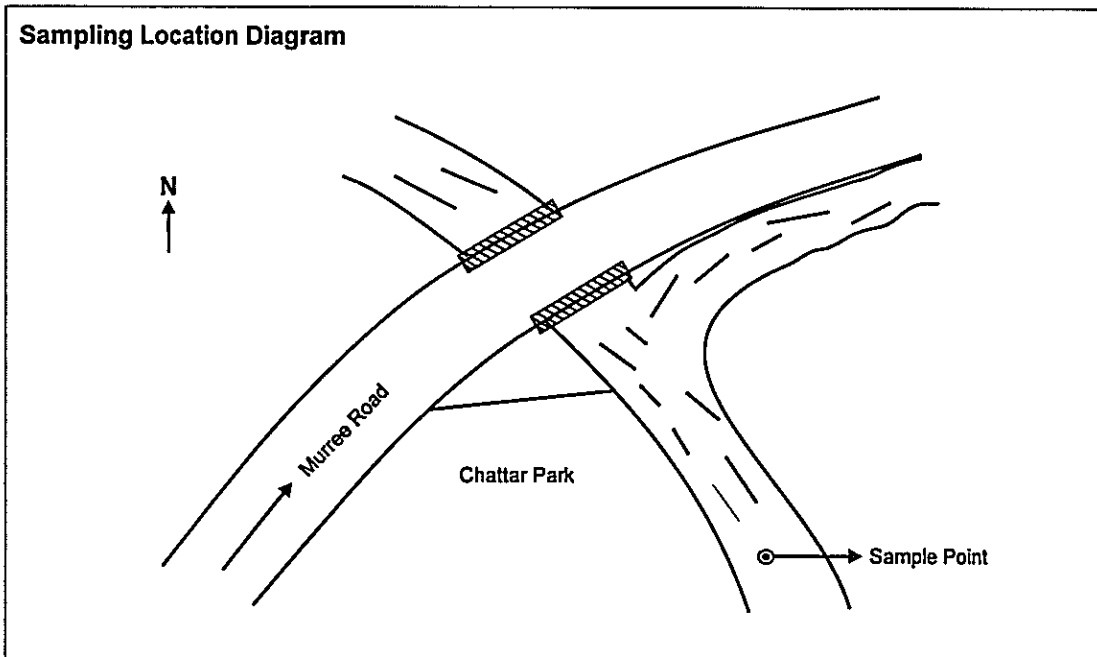 Sampling Location Diagram
N
Murree Road
Chattar Park
Sample Point